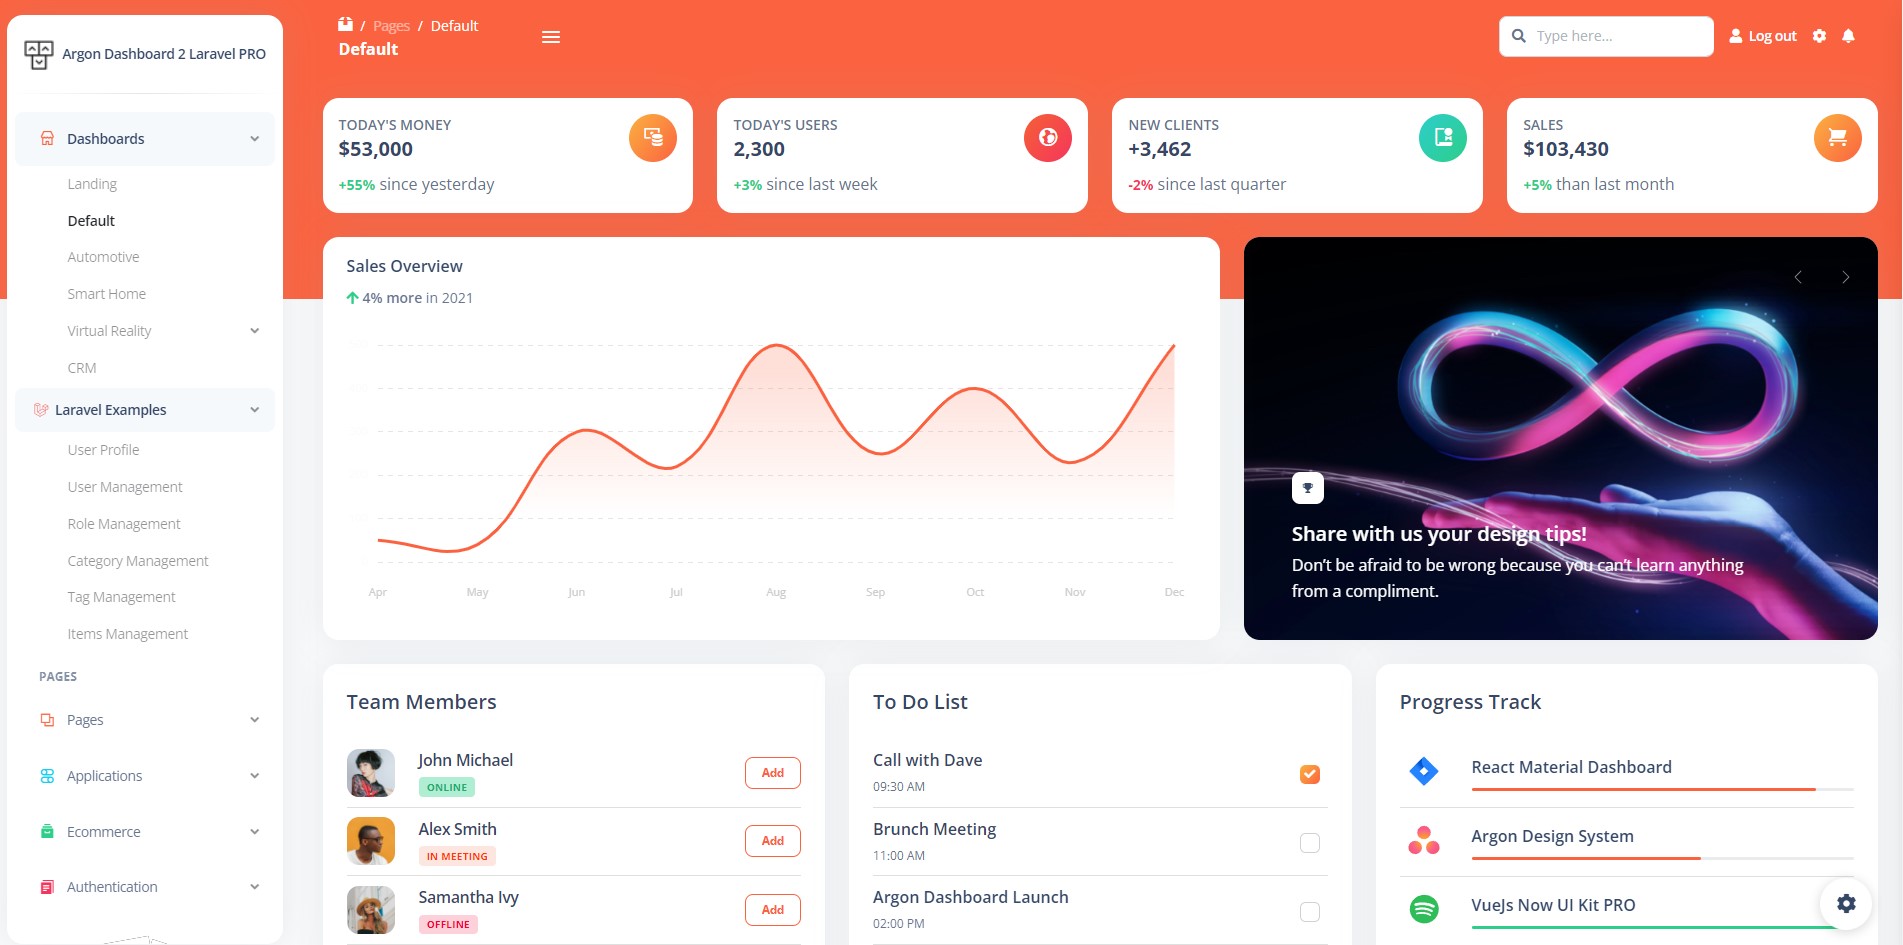 Argon Dashboard 2 Laravel PRO
Dashboards
Landing
Default
Automotive
Smart Home
Virtual Reality
CRM
Laravel Examples
User Profile
User Management
Role Management
Category Management
Tag Management
Items Management
PAGES
Pages
Applications
Ecommerce
Authentication
/ Pages / Default
Default
Type here...
Log out
TODAY'S MONEY
$53,000
+55% since yesterday
TODAY'S USERS
2,300
+3% since last week
NEW CLIENTS
+3,462
-2% since last quarter
SALES
$103,430
+5% than last month
Sales Overview
4% more in 2021
Apr May Jun Jul Aug Sep Oct Nov Dec
Share with us your design tips!
Don't be afraid to be wrong because you can't learn anything
from a compliment.
Team Members
John Michael
ONLINE
Add
Alex Smith
IN MEETING
Add
Samantha Ivy
OFFLINE
Add
To Do List
Call with Dave
09:30 AM
Brunch Meeting
11:00 AM
Argon Dashboard Launch
02:00 PM
Progress Track
React Material Dashboard
Argon Design System
VueJs Now UI Kit PRO